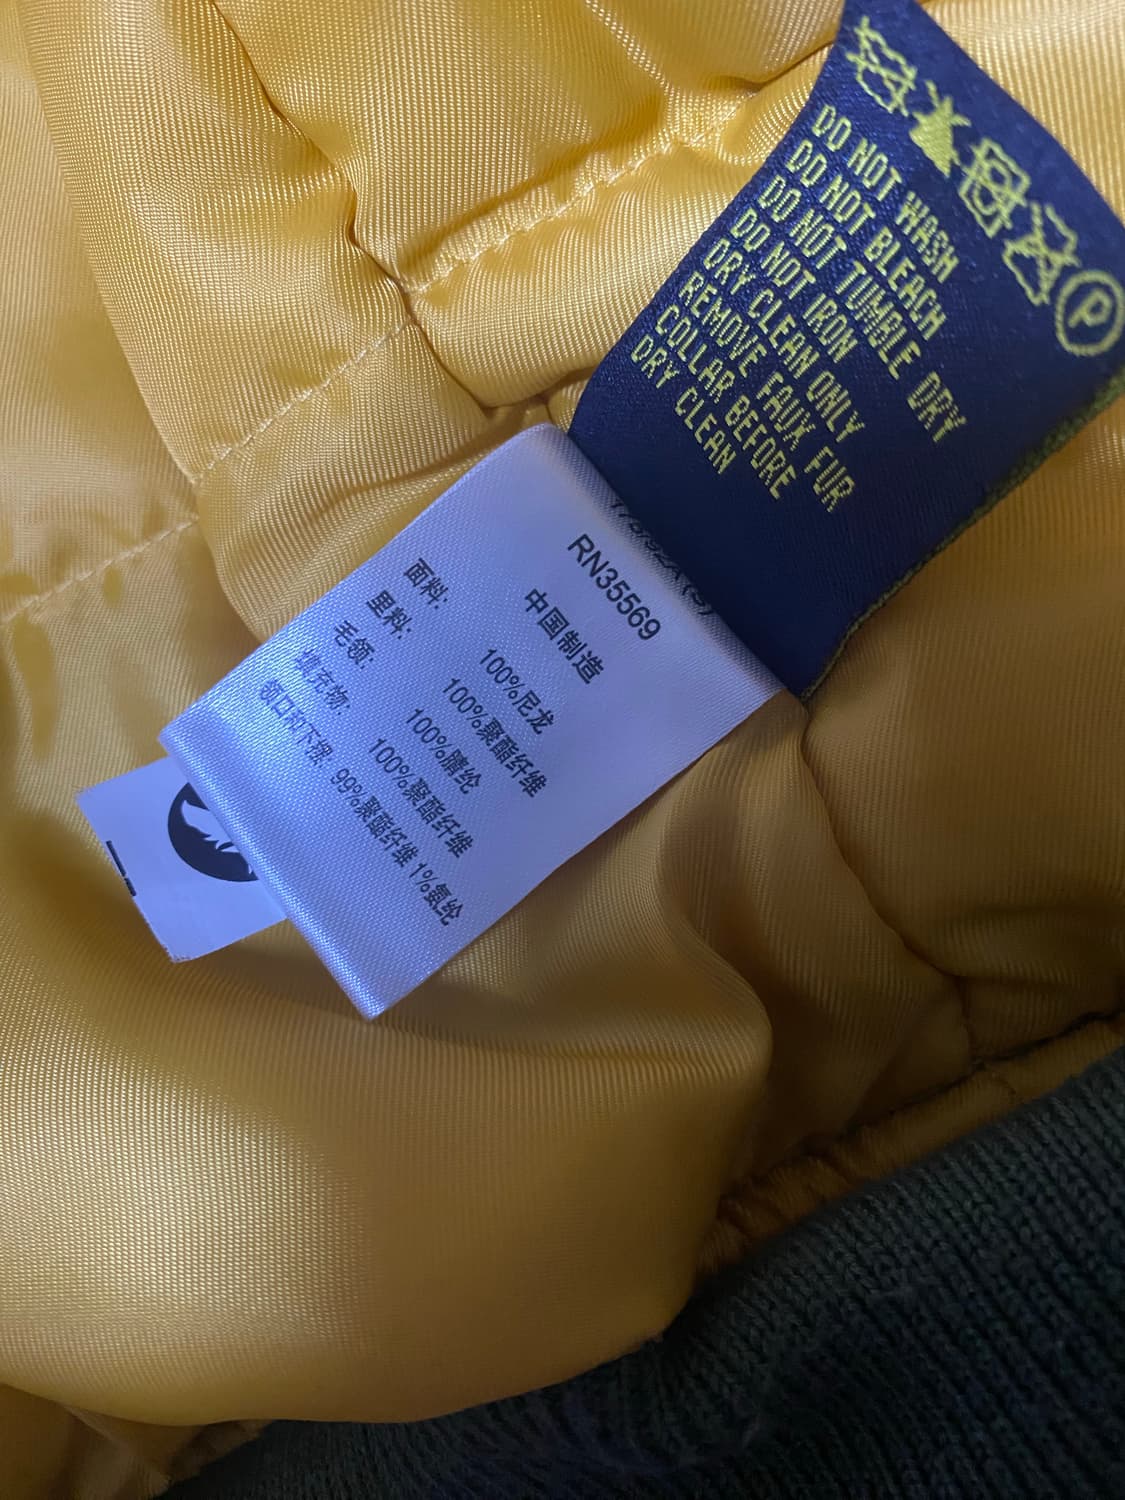 DO NOT WASH
DO NOT BLEACH
DO NOT TUMBLE DRY
DO NOT IRON
DRY CLEAN ONLY
REMOVE FAUX FUR
COLLAR BEFORE
DRY CLEAN
P
RN35569
中国制造
面料: 100%尼龙
里料: 100%聚酯纤维
毛领: 100%腈纶
填充物: 100%聚酯纤维
领口和下摆: 99%聚酯纤维 1%氨纶